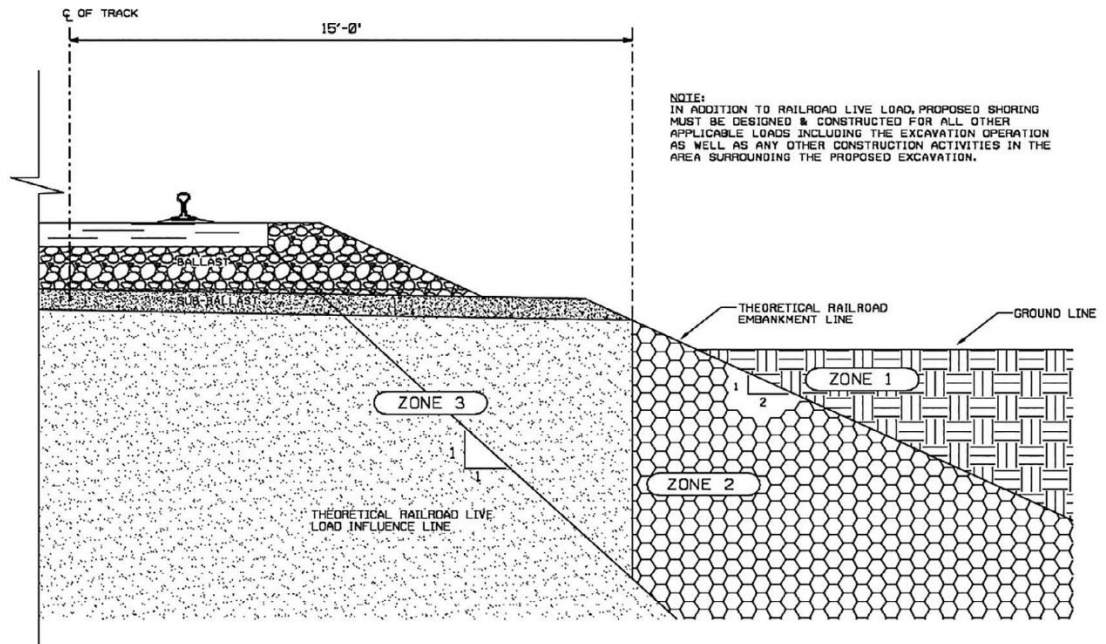 ℄ OF TRACK
15'-0"
NOTE:
IN ADDITION TO RAILROAD LIVE LOAD, PROPOSED SHORING
MUST BE DESIGNED & CONSTRUCTED FOR ALL OTHER
APPLICABLE LOADS INCLUDING THE EXCAVATION OPERATION
AS WELL AS ANY OTHER CONSTRUCTION ACTIVITIES IN THE
AREA SURROUNDING THE PROPOSED EXCAVATION.
BALLAST
SUB-BALLAST
THEORETICAL RAILROAD
EMBANKMENT LINE
GROUND LINE
ZONE 1
1
2
ZONE 3
1
1
ZONE 2
THEORETICAL RAILROAD LIVE
LOAD INFLUENCE LINE